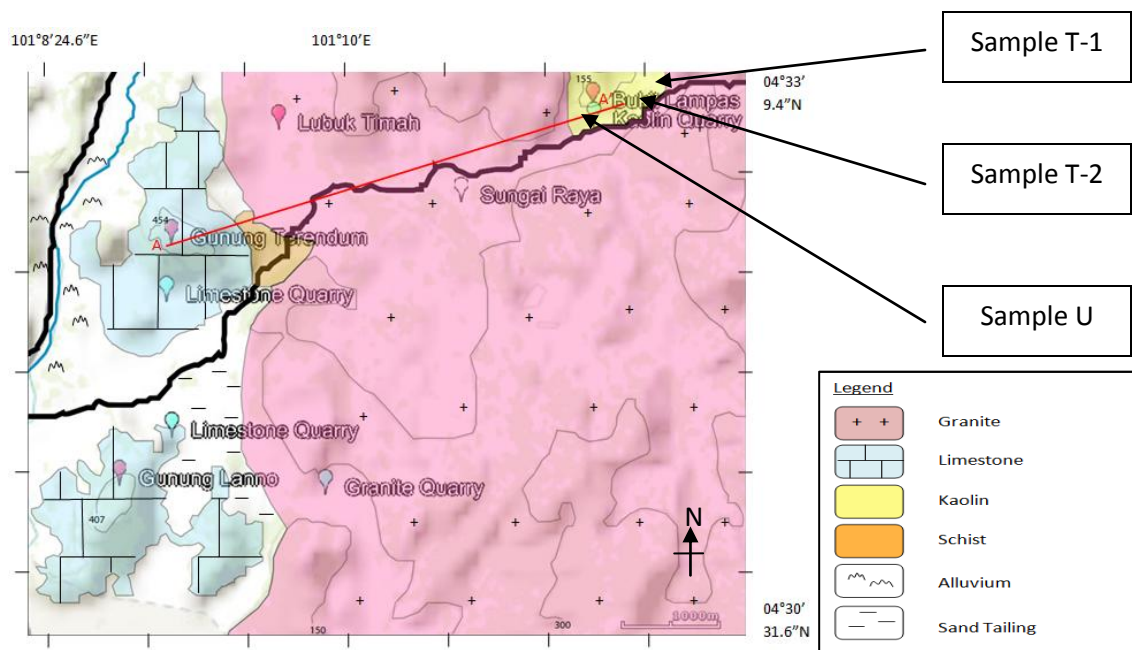 101°8'24.6"E
101°10'E
Sample T-1
155
04°33'
9.4"N
A'
Bukit Lampas
Kaolin Quarry
Lubuk Timah
Sample T-2
Sungai Raya
454
A
Gunung Terendum
Limestone Quarry
Sample U
Legend
Granite
Limestone
Kaolin
Schist
Alluvium
Sand Tailing
Limestone Quarry
Gunung Lanno
Granite Quarry
407
N
1000m
150
300
04°30'
31.6"N